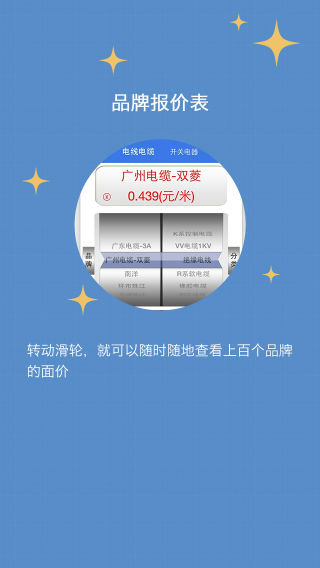 品牌报价表
电线电缆 开关电器
广州电缆-双菱
¥ 0.439(元/米)
K系控制电缆
广东电缆-3A VV电缆1KV
品牌 广州电缆-双菱 绝缘电线 分类
南洋 R系软电缆
环市珠江 橡胶电缆
转动滑轮，就可以随时随地查看上百个品牌
的面价